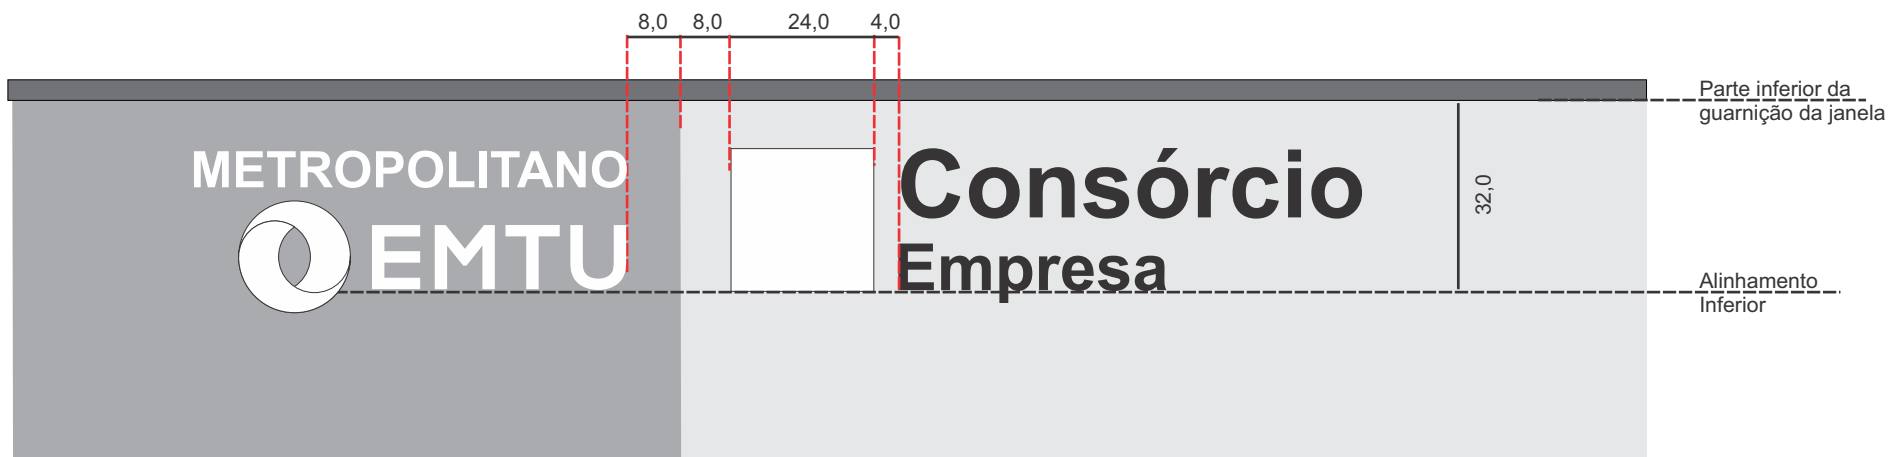 8,0 8,0 24,0 4,0
Parte inferior da
guarnição da janela
METROPOLITANO
EMTU
Consórcio
Empresa
32,0
Alinhamento
Inferior